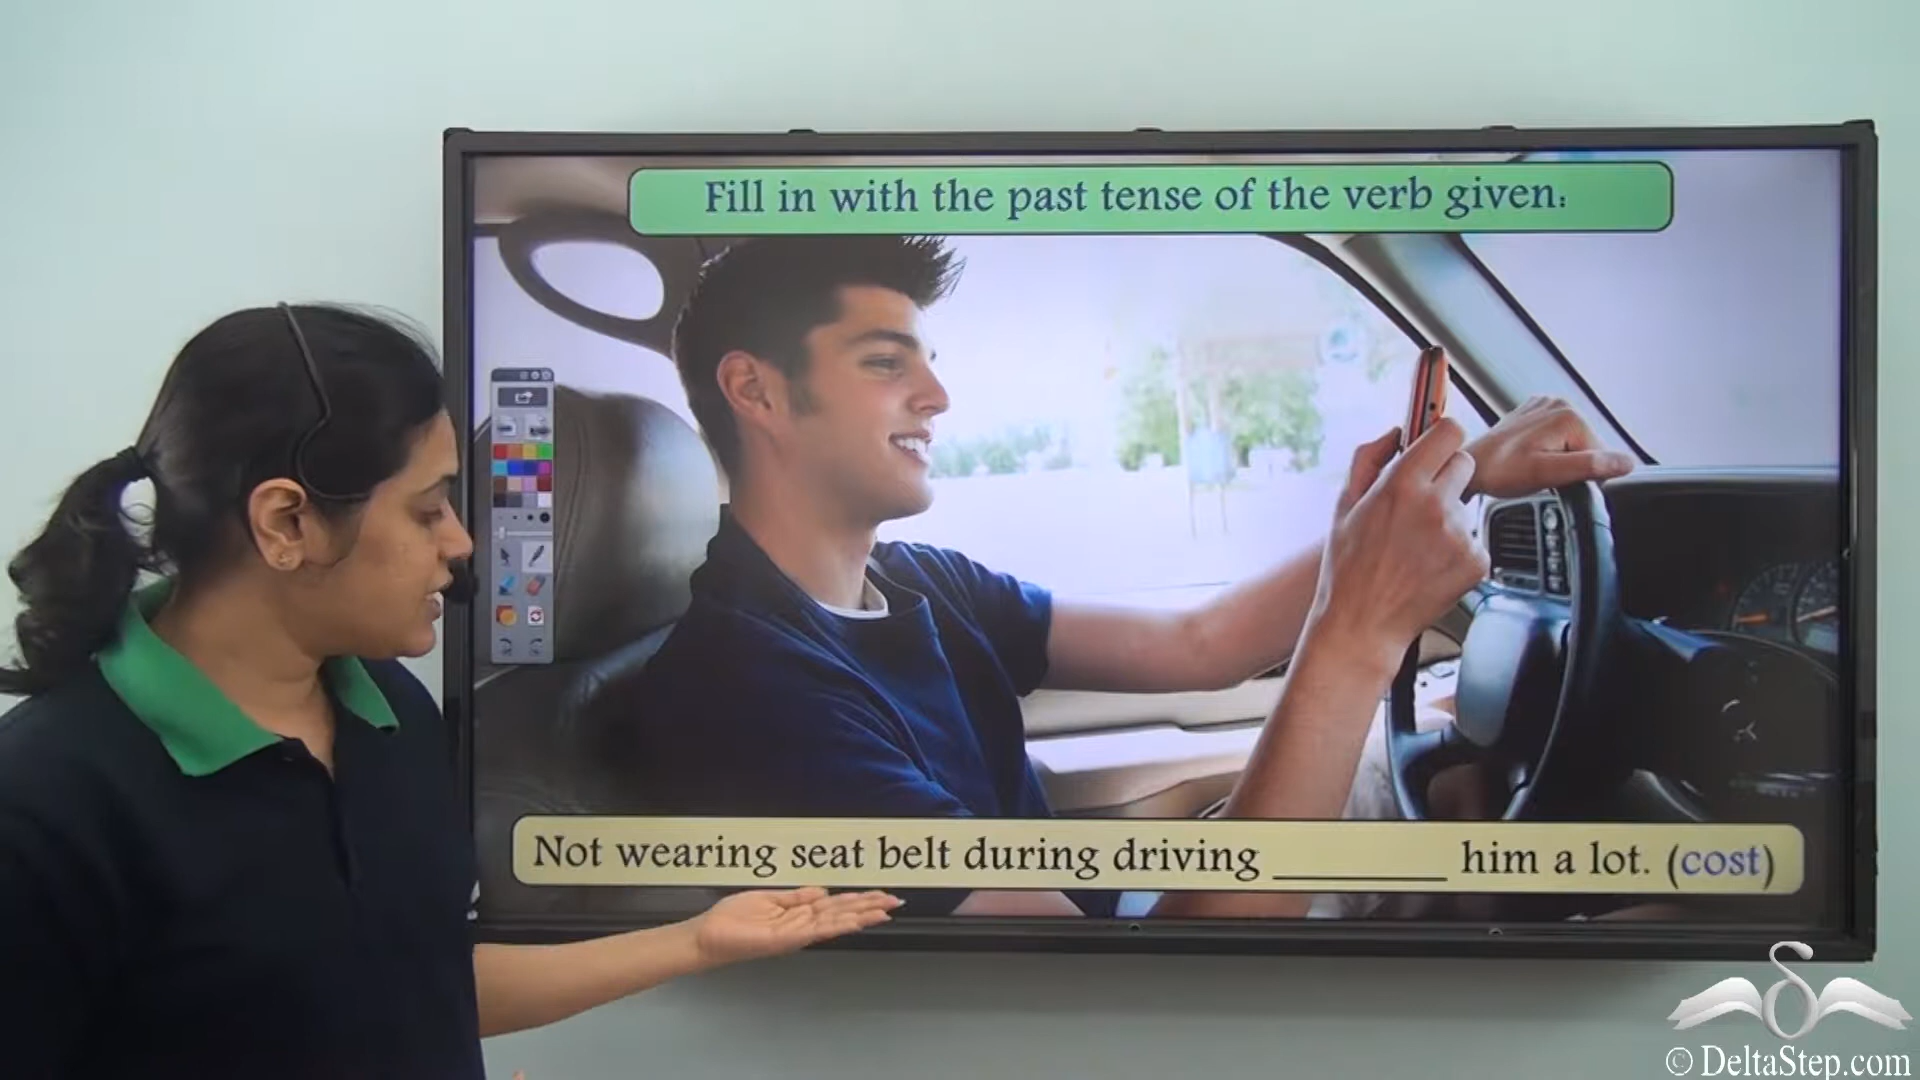 Fill in with the past tense of the verb given:
Not wearing seat belt during driving ________ him a lot. (cost)
© DeltaStep.com